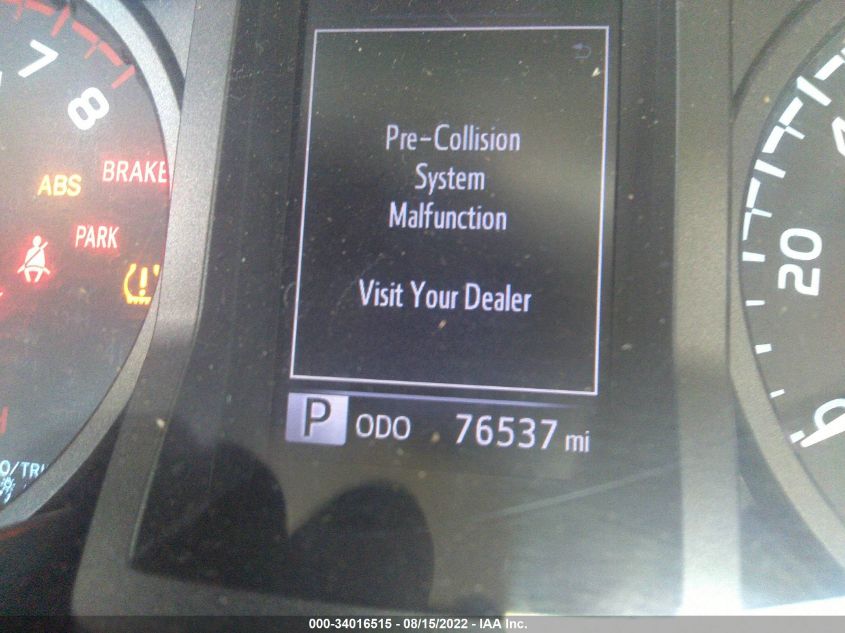 7
8
ABS
BRAKE
PARK
Pre-Collision
System
Malfunction
Visit Your Dealer
P ODO 76537 mi
20
0
000-34016515 - 08/15/2022 - IAA Inc.